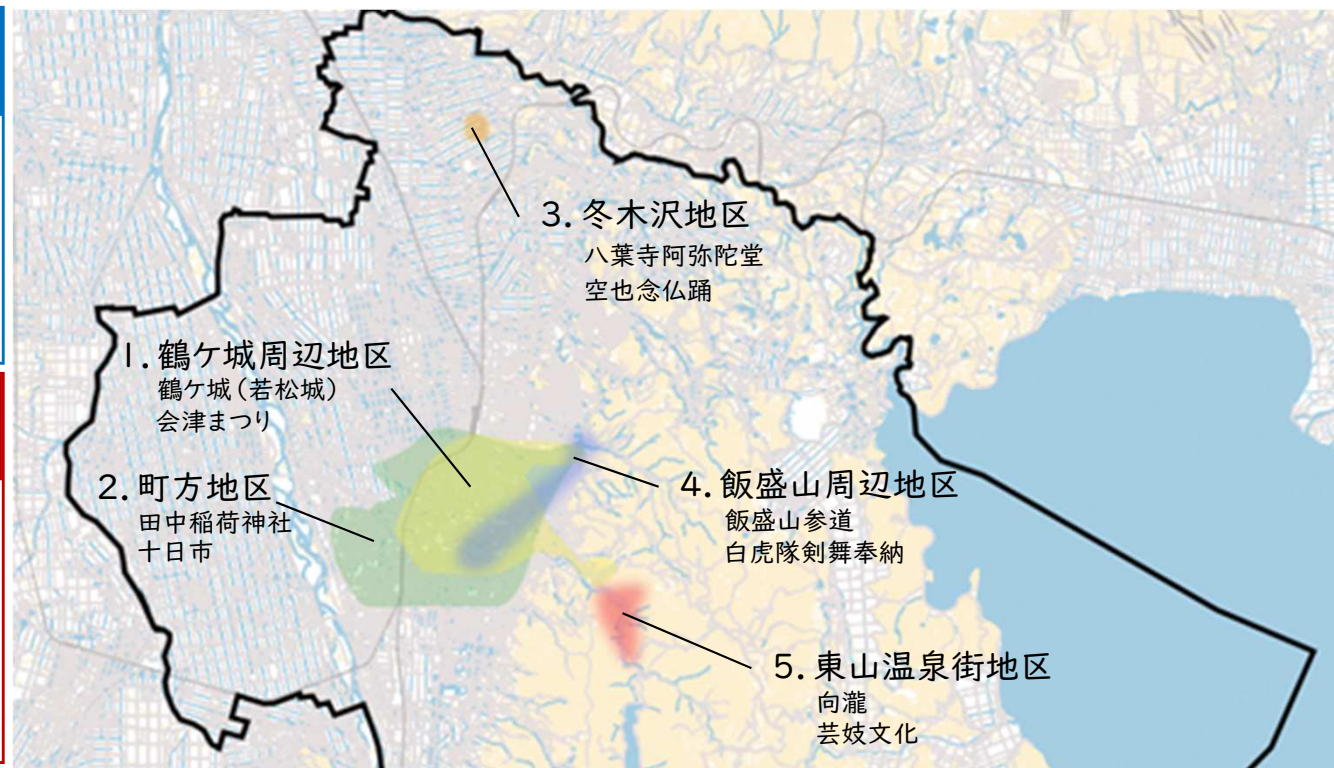 3. 冬木沢地区
八葉寺阿弥陀堂
空也念仏踊
1. 鶴ケ城周辺地区
鶴ケ城（若松城）
会津まつり
2. 町方地区
田中稲荷神社
十日市
4. 飯盛山周辺地区
飯盛山参道
白虎隊剣舞奉納
5. 東山温泉街地区
向瀧
芸妓文化